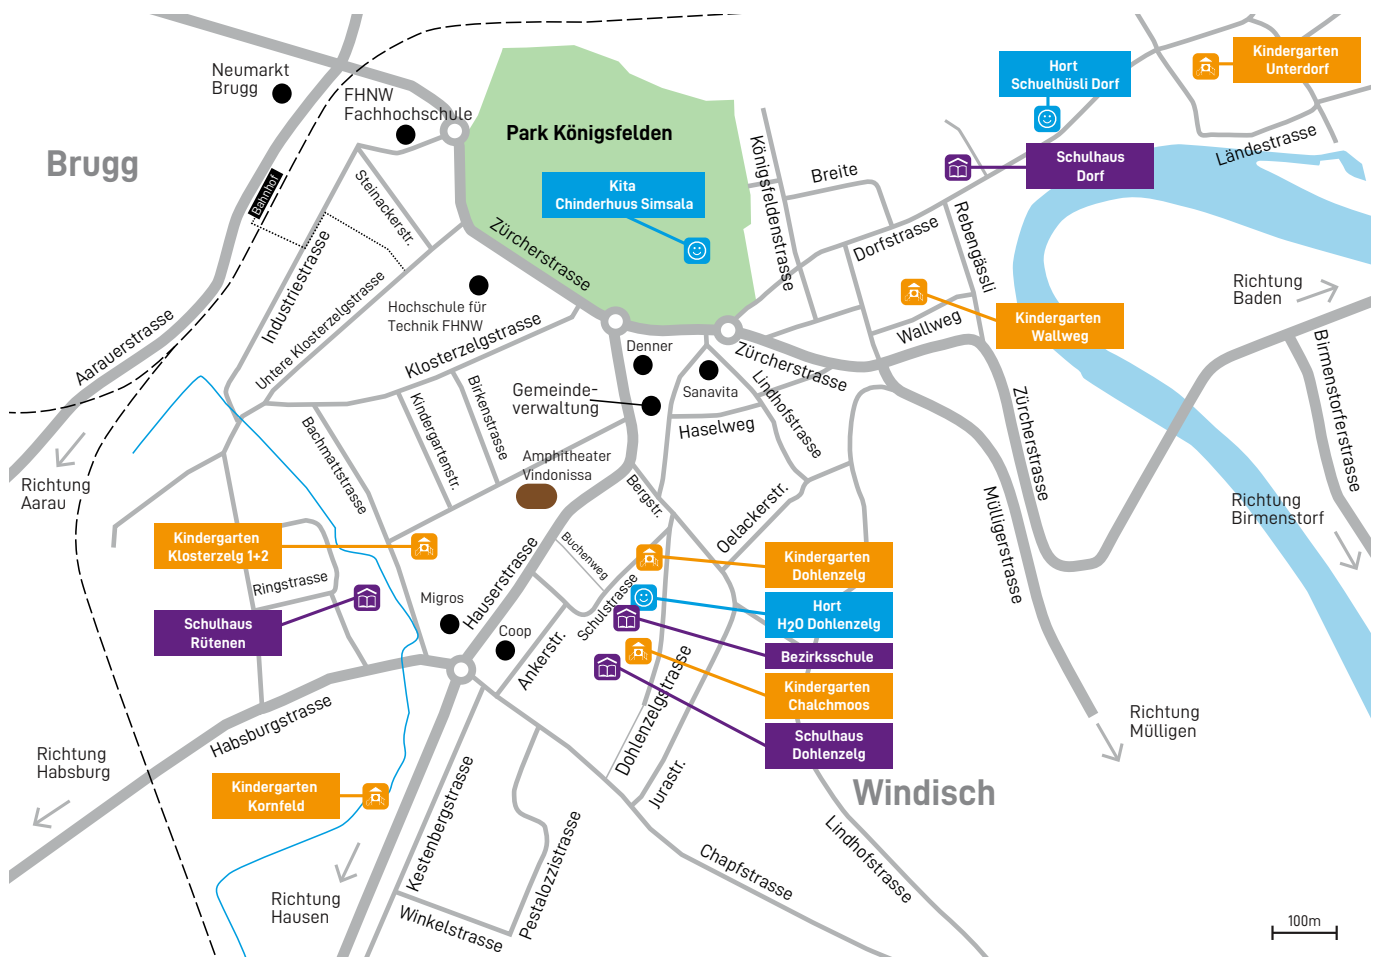 Neumarkt
Brugg
FHNW
Fachhochschule
Brugg
Bahnhof
Park Königsfelden
Kita
Chinderhuus Simsala
Hort
Schuelhüsli Dorf
Kindergarten
Unterdorf
Schulhaus
Dorf
Ländestrasse
Königsfeldenstrasse
Breite
Dorfstrasse
Rebengässli
Steinackerstr.
Zürcherstrasse
Industriestrasse
Untere Klosterzelgstrasse
Hochschule für
Technik FHNW
Klosterzelgstrasse
Aarauerstrasse
Richtung
Baden
Kindergarten
Wallweg
Wallweg
Denner
Sanavita
Zürcherstrasse
Lindhofstrasse
Gemeinde-
verwaltung
Haselweg
Birkenstrasse
Kindergartenstr.
Bachmattstrasse
Amphitheater
Vindonissa
Bergstr.
Oelackerstr.
Zürcherstrasse
Mülligerstrasse
Birmenstorferstrasse
Richtung
Birmenstorf
Richtung
Aarau
Kindergarten
Klosterzelg 1+2
Ringstrasse
Schulhaus
Rütenen
Migros
Coop
Hauserstrasse
Buchenweg
Schulstrasse
Ankerstr.
Kindergarten
Dohlenzelg
Hort
H2O Dohlenzelg
Bezirksschule
Kindergarten
Chalchmoos
Schulhaus
Dohlenzelg
Dohlenzelgstrasse
Jurastr.
Habsburgstrasse
Richtung
Habsburg
Kindergarten
Kornfeld
Richtung
Mülligen
Windisch
Kestenbergstrasse
Pestalozzistrasse
Winkelstrasse
Chapfstrasse
Lindhofstrasse
Richtung
Hausen
100m